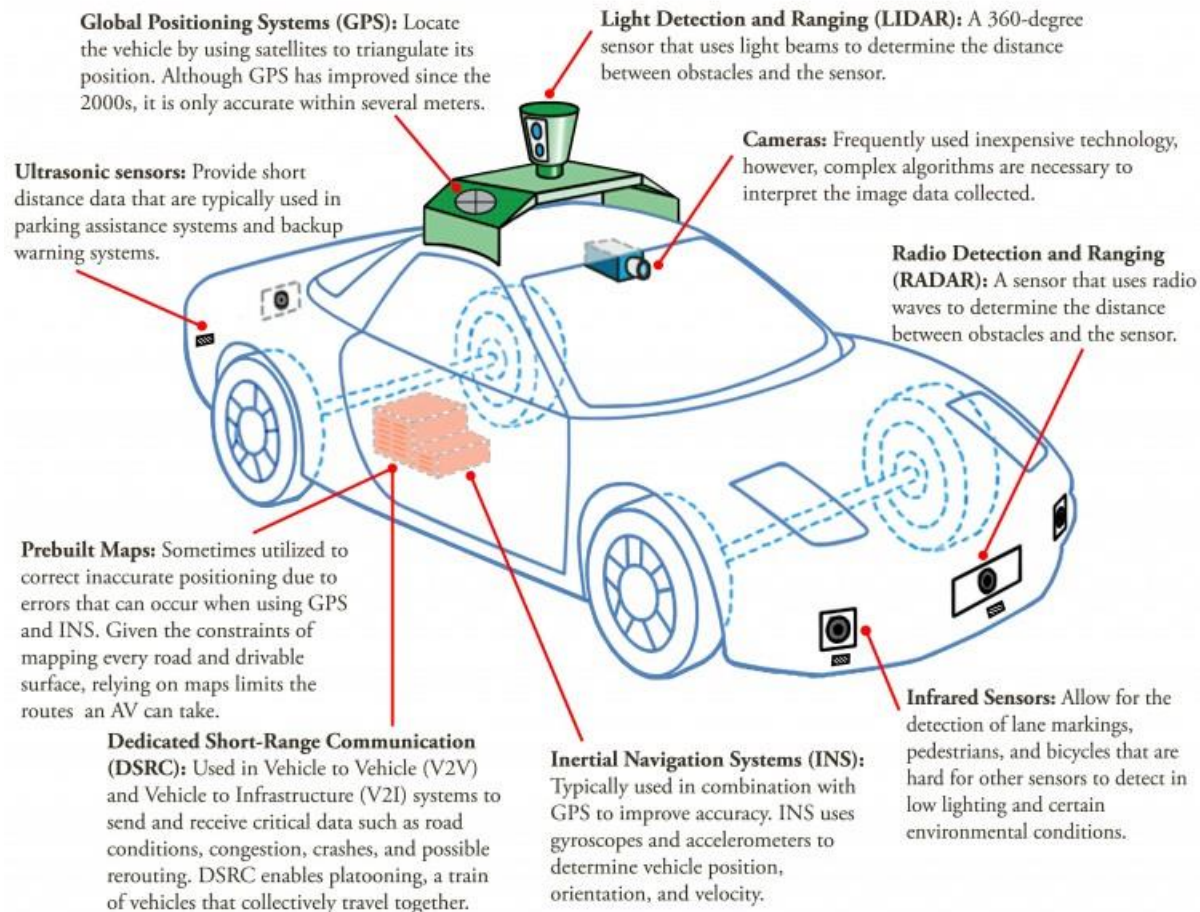 Global Positioning Systems (GPS): Locate
the vehicle by using satellites to triangulate its
position. Although GPS has improved since the
2000s, it is only accurate within several meters.
Light Detection and Ranging (LIDAR): A 360-degree
sensor that uses light beams to determine the distance
between obstacles and the sensor.
Cameras: Frequently used inexpensive technology,
however, complex algorithms are necessary to
interpret the image data collected.
Ultrasonic sensors: Provide short
distance data that are typically used in
parking assistance systems and backup
warning systems.
Radio Detection and Ranging
(RADAR): A sensor that uses radio
waves to determine the distance
between obstacles and the sensor.
Prebuilt Maps: Sometimes utilized to
correct inaccurate positioning due to
errors that can occur when using GPS
and INS. Given the constraints of
mapping every road and drivable
surface, relying on maps limits the
routes an AV can take.
Dedicated Short-Range Communication
(DSRC): Used in Vehicle to Vehicle (V2V)
and Vehicle to Infrastructure (V2I) systems to
send and receive critical data such as road
conditions, congestion, crashes, and possible
rerouting. DSRC enables platooning, a train
of vehicles that collectively travel together.
Inertial Navigation Systems (INS):
Typically used in combination with
GPS to improve accuracy. INS uses
gyroscopes and accelerometers to
determine vehicle position,
orientation, and velocity.
Infrared Sensors: Allow for the
detection of lane markings,
pedestrians, and bicycles that are
hard for other sensors to detect in
low lighting and certain
environmental conditions.